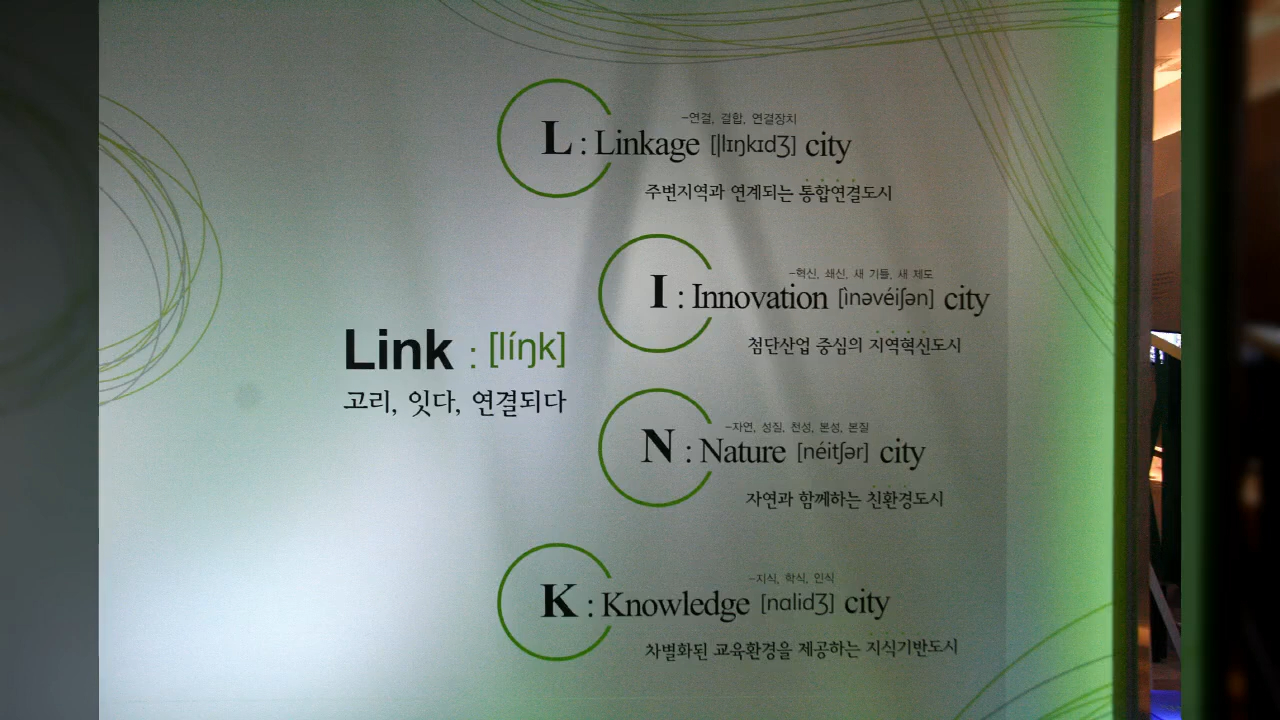 Link : [líŋk]
고리, 잇다, 연결되다
-연결, 결합, 연결장치
L : Linkage [|lɪŋkɪdʒ] city
주변지역과 연계되는 통합연결도시
-혁신, 쇄신, 새 기틀, 새 제도
I : Innovation [ìnəvéiʃən] city
첨단산업 중심의 지역혁신도시
-자연, 성질, 천성, 본성, 본질
N : Nature [néitʃər] city
자연과 함께하는 친환경도시
-지식, 학식, 인식
K : Knowledge [nɑlidʒ] city
차별화된 교육환경을 제공하는 지식기반도시